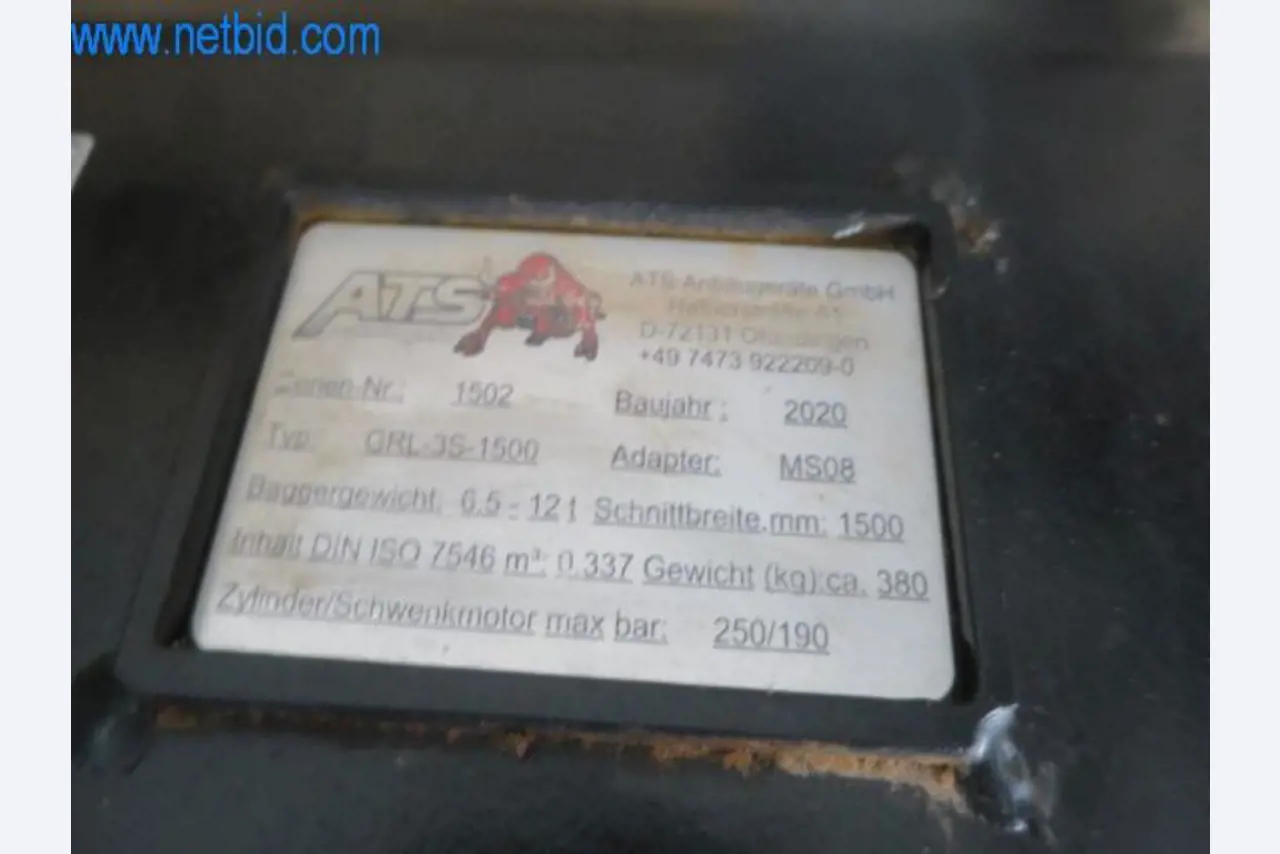 www.netbid.com
ATS
ATS-Anbaugeräte GmbH
D-72131 Ofterdingen
+49 7473 922209-0
Serien-Nr.: 1502 Baujahr : 2020
Typ: GRL-3S-1500 Adapter: MS08
Baggergewicht: 6,5 - 12 t Schnittbreite.mm: 1500
Inhalt DIN ISO 7546 m³: 0.337 Gewicht (kg):ca. 380
Zylinder/Schwenkmotor max bar: 250/190